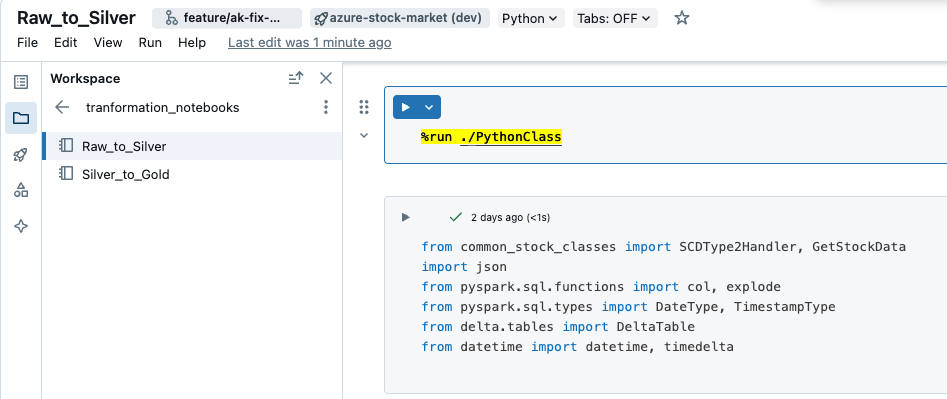 Raw_to_Silver feature/ak-fix-... azure-stock-market (dev) Python Tabs: OFF
File Edit View Run Help Last edit was 1 minute ago
Workspace
tranformation_notebooks
Raw_to_Silver
Silver_to_Gold
%run ./PythonClass
2 days ago (<1s)
from common_stock_classes import SCDType2Handler, GetStockData
import json
from pyspark.sql.functions import col, explode
from pyspark.sql.types import DateType, TimestampType
from delta.tables import DeltaTable
from datetime import datetime, timedelta